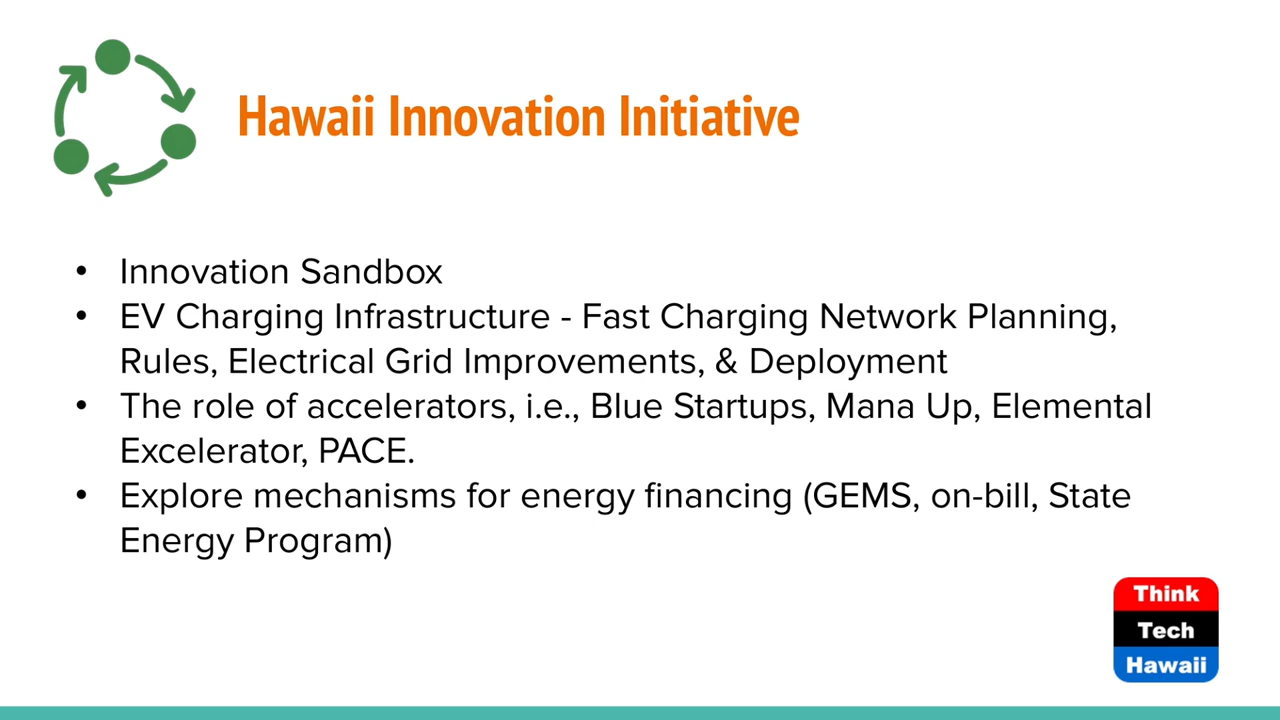 Hawaii Innovation Initiative
• Innovation Sandbox
• EV Charging Infrastructure - Fast Charging Network Planning,
Rules, Electrical Grid Improvements, & Deployment
• The role of accelerators, i.e., Blue Startups, Mana Up, Elemental
Excelerator, PACE.
• Explore mechanisms for energy financing (GEMS, on-bill, State
Energy Program)
Think
Tech
Hawaii